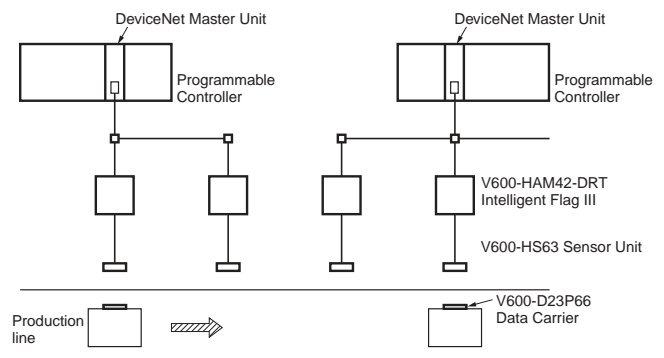 DeviceNet Master Unit
DeviceNet Master Unit
Programmable
Controller
Programmable
Controller
V600-HAM42-DRT
Intelligent Flag III
V600-HS63 Sensor Unit
V600-D23P66
Data Carrier
Production
line